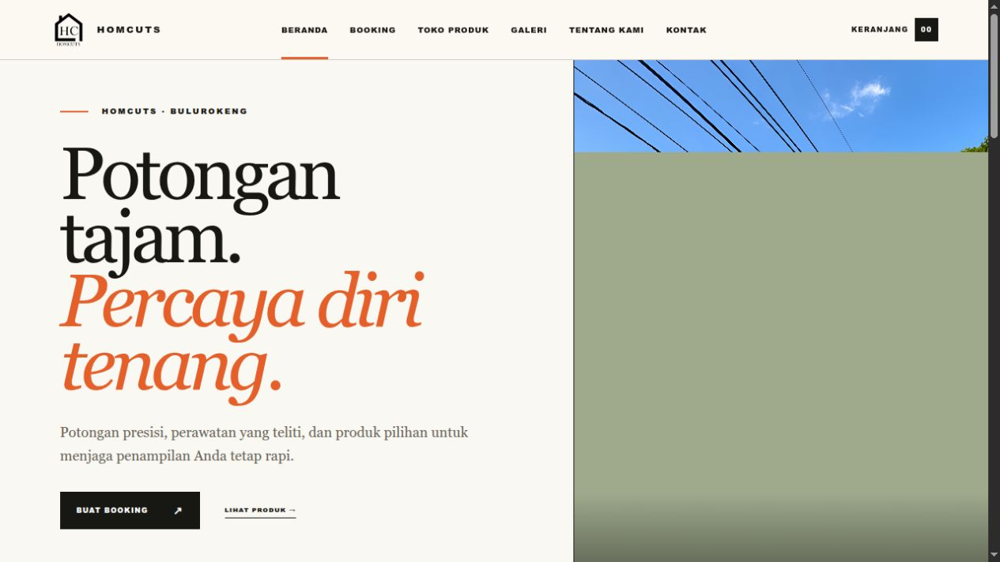 HC
HOMCUTS
HOMCUTS
BERANDA
BOOKING
TOKO PRODUK
GALERI
TENTANG KAMI
KONTAK
KERANJANG 00
HOMCUTS · BULUROKENG
Potongan
tajam.
Percaya diri
tenang.
Potongan presisi, perawatan yang teliti, dan produk pilihan untuk
menjaga penampilan Anda tetap rapi.
BUAT BOOKING ↗
LIHAT PRODUK →